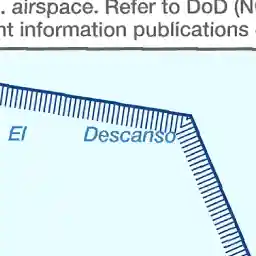 . airspace. Refer to DoD (N
nt information publications
El Descanso